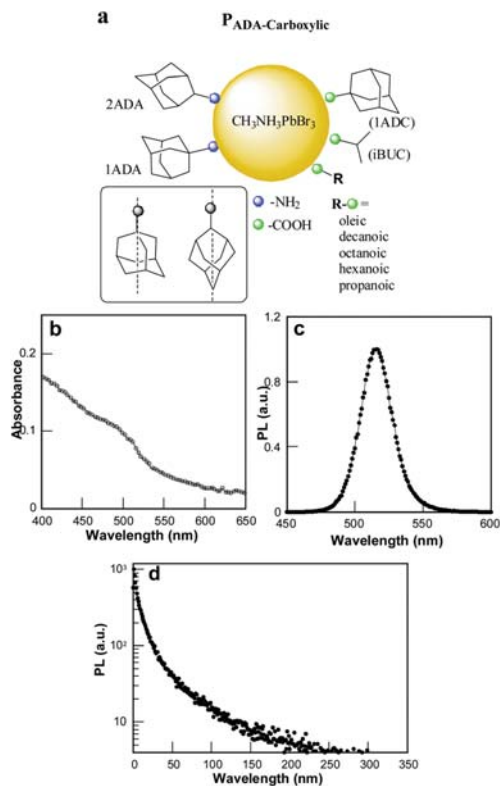 a
P_ADA-Carboxylic
2ADA
CH₃NH₃PbBr₃
(1ADC)
1ADA
(iBUC)
R
-NH₂
-COOH
R- =
oleic
decanoic
octanoic
hexanoic
propanoic
b
Absorbance
0.2
0.1
0
400 450 500 550 600 650
Wavelength (nm)
c
PL (a.u.)
1.2
0.8
0.4
0
450 500 550 600
Wavelength (nm)
d
PL (a.u.)
10³
10²
10
0 50 100 150 200 250 300 350
Wavelength (nm)